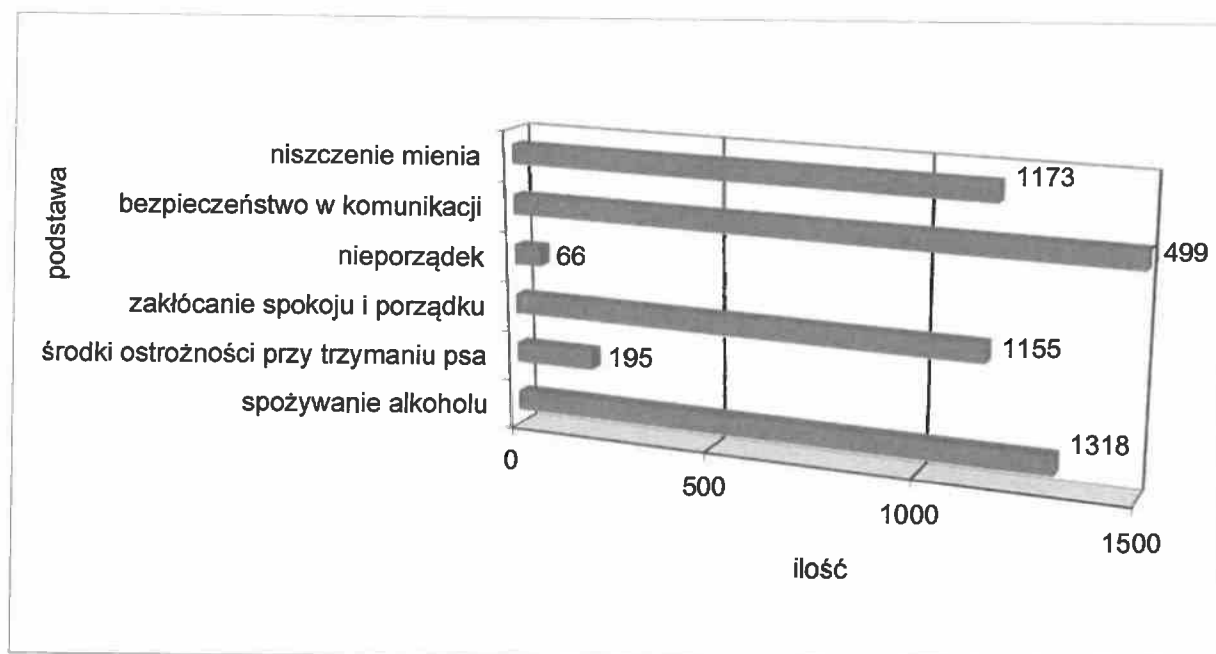 podstawa
niszczenie mienia 1173
bezpieczeństwo w komunikacji 499
nieporządek 66
zakłócanie spokoju i porządku 1155
środki ostrożności przy trzymaniu psa 195
spożywanie alkoholu 1318
0 500 1000 1500
ilość